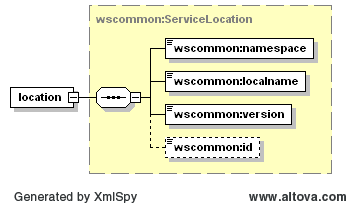 wscommon:ServiceLocation
wscommon:namespace
wscommon:localname
location
wscommon:version
wscommon:id
Generated by XmlSpy
www.altova.com